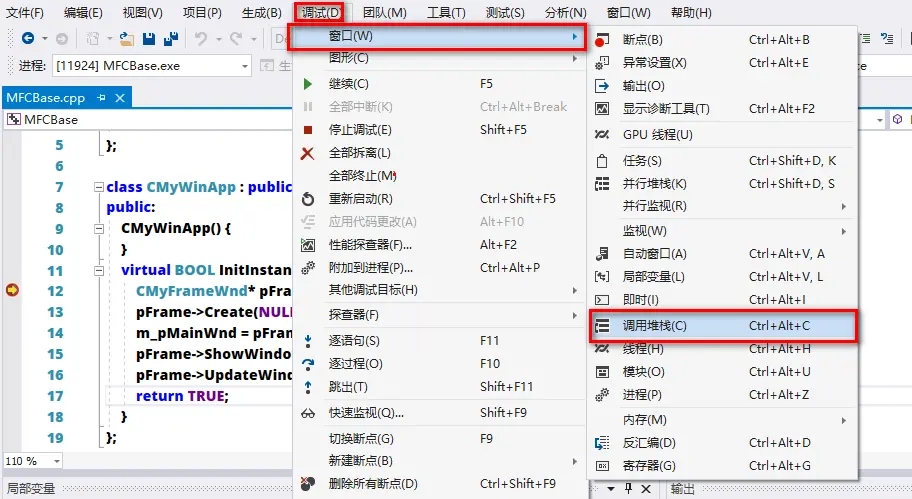 文件(F) 编辑(E) 视图(V) 项目(P) 生成(B) 调试(D) 团队(M) 工具(T) 测试(S) 分析(N) 窗口(W) 帮助(H)
进程: [11924] MFCBase.exe 生
MFCBase.cpp
MFCBase
5 };
6
7 class CMyWinApp : public
8 public:
9 CMyWinApp() {
10 }
11 virtual BOOL InitInstan
12 CMyFrameWnd* pFra
13 pFrame->Create(NUL
14 m_pMainWnd = pFran
15 pFrame->ShowWindo
16 pFrame->UpdateWind
17 return TRUE;
18 }
19 };
110 %
局部变量
窗口(W)
图形(C)
继续(C) F5
全部中断(K) Ctrl+Alt+Break
停止调试(E) Shift+F5
全部拆离(L)
全部终止(M)
重新启动(R) Ctrl+Shift+F5
应用代码更改(A) Alt+F10
性能探查器(F)... Alt+F2
附加到进程(P)... Ctrl+Alt+P
其他调试目标(H)
探查器(F)
逐语句(S) F11
逐过程(O) F10
跳出(T) Shift+F11
快速监视(Q)... Shift+F9
切换断点(G) F9
新建断点(B)
删除所有断点(D) Ctrl+Shift+F9
断点(B) Ctrl+Alt+B
异常设置(X) Ctrl+Alt+E
输出(O)
显示诊断工具(T) Ctrl+Alt+F2
GPU 线程(U)
任务(S) Ctrl+Shift+D, K
并行堆栈(K) Ctrl+Shift+D, S
并行监视(R)
监视(W)
自动窗口(A) Ctrl+Alt+V, A
局部变量(L) Ctrl+Alt+V, L
即时(I) Ctrl+Alt+I
调用堆栈(C) Ctrl+Alt+C
线程(H) Ctrl+Alt+H
模块(O) Ctrl+Alt+U
进程(P) Ctrl+Alt+Z
内存(M)
反汇编(D) Ctrl+Alt+D
寄存器(G) Ctrl+Alt+G
输出